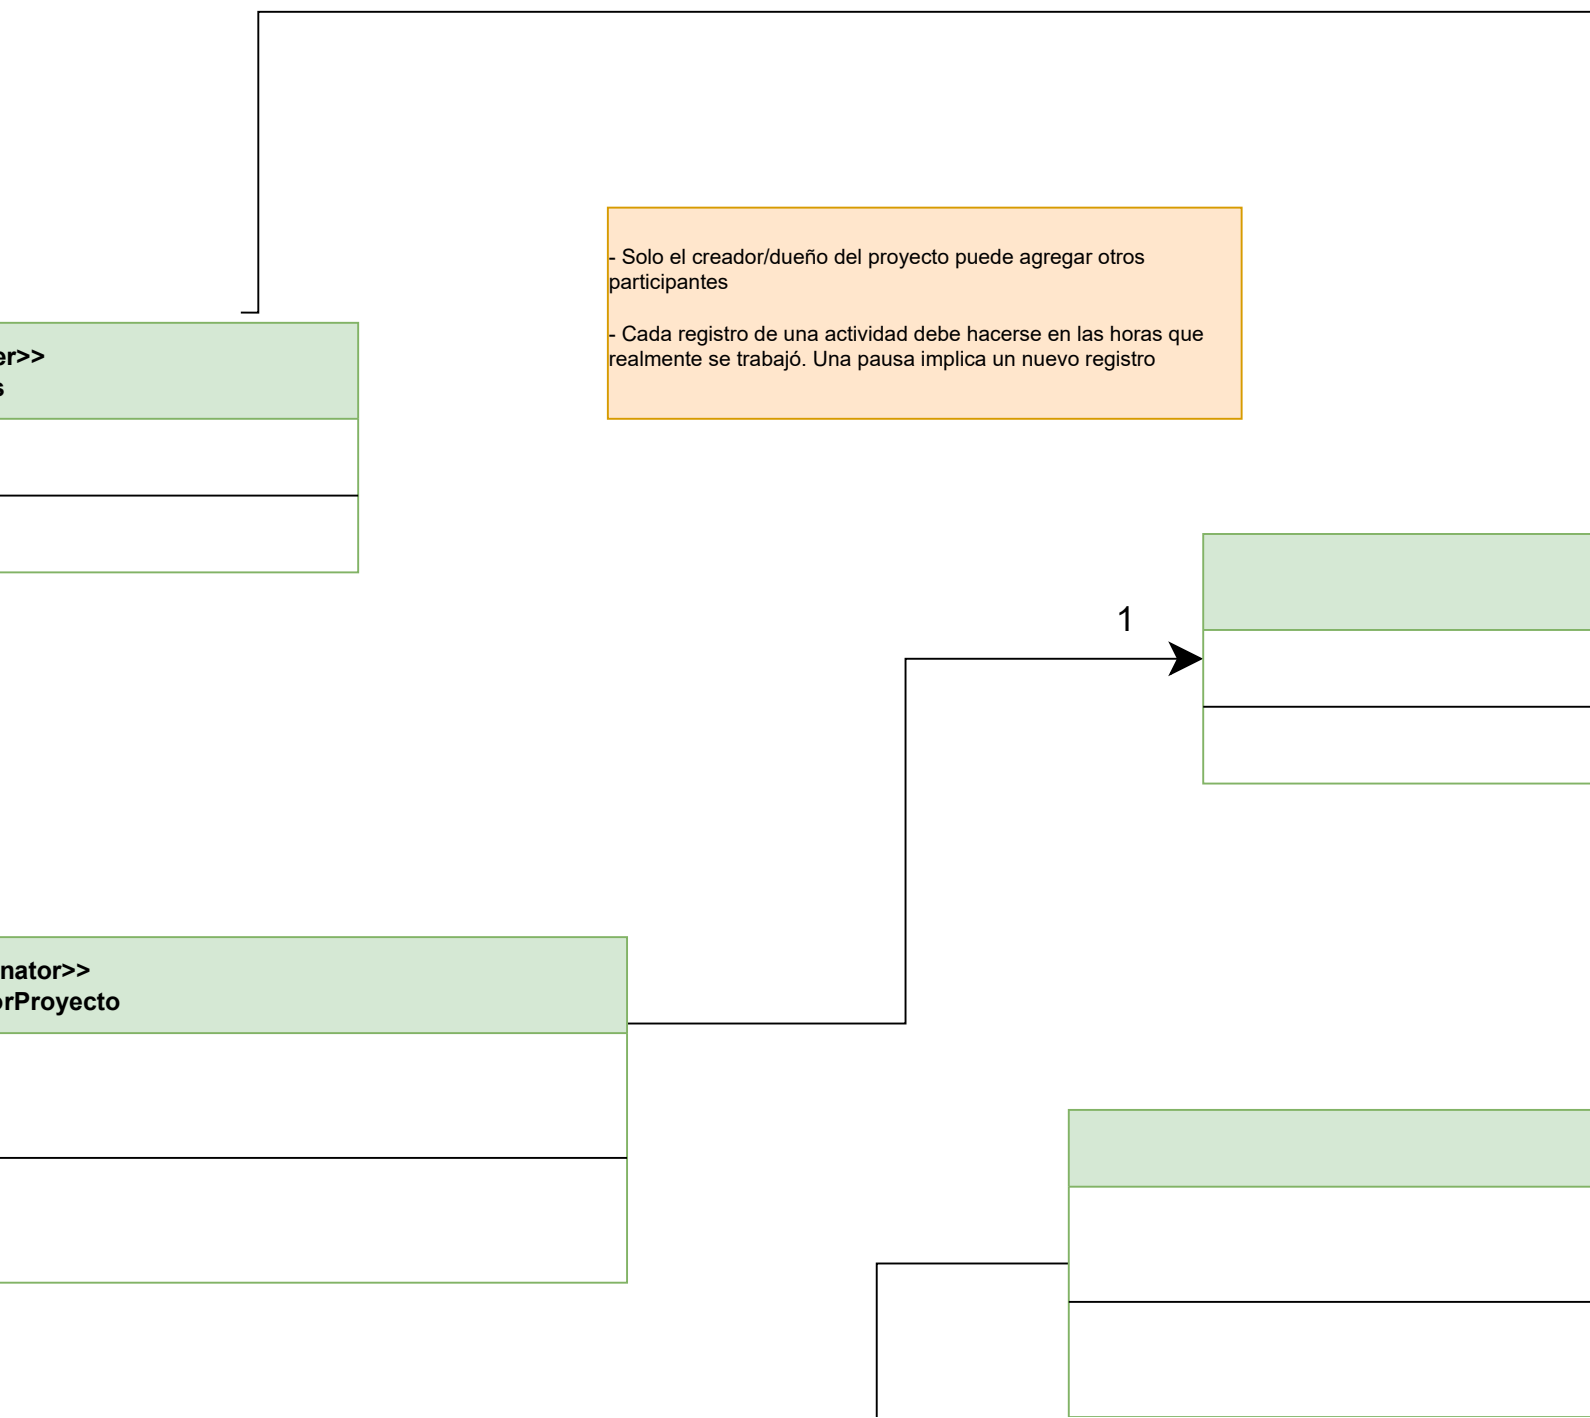 - Solo el creador/dueño del proyecto puede agregar otros
participantes
- Cada registro de una actividad debe hacerse en las horas que
realmente se trabajó. Una pausa implica un nuevo registro
er>>
s
1
nator>>
orProyecto